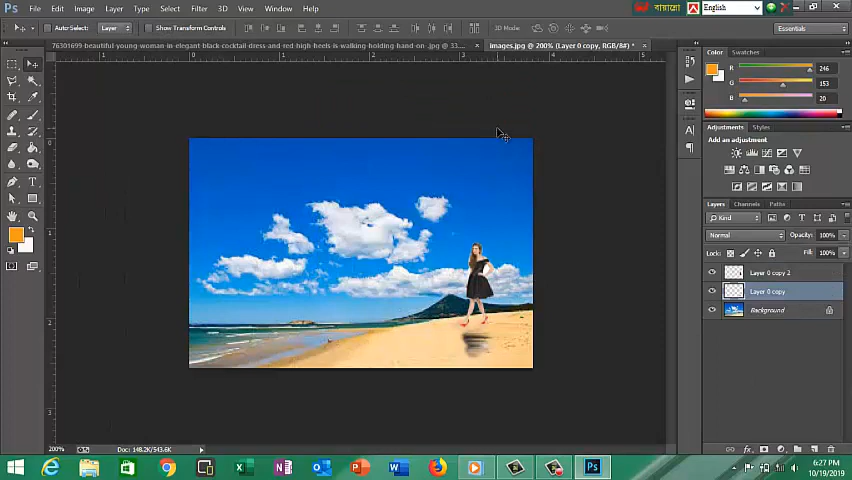 বায়ান্নো English
Ps File Edit Image Layer Type Select Filter 3D View Window Help
Auto-Select: Layer Show Transform Controls 3D Mode: Essentials
76301699-beautiful-young-woman-in-elegant-black-cocktail-dress-and-red-high-heels-is-walking-holding-hand-on-.jpg @ 33.... × images.jpg @ 200% (Layer 0 copy, RGB/8#) * ×
Color Swatches
R 246
G 153
B 20
Adjustments Styles
Add an adjustment
Layers Channels Paths
Kind
Normal Opacity: 100%
Lock: Fill: 100%
Layer 0 copy 2
Layer 0 copy
Background
200% Doc: 148.2K/543.6K
6:27 PM
10/19/2019